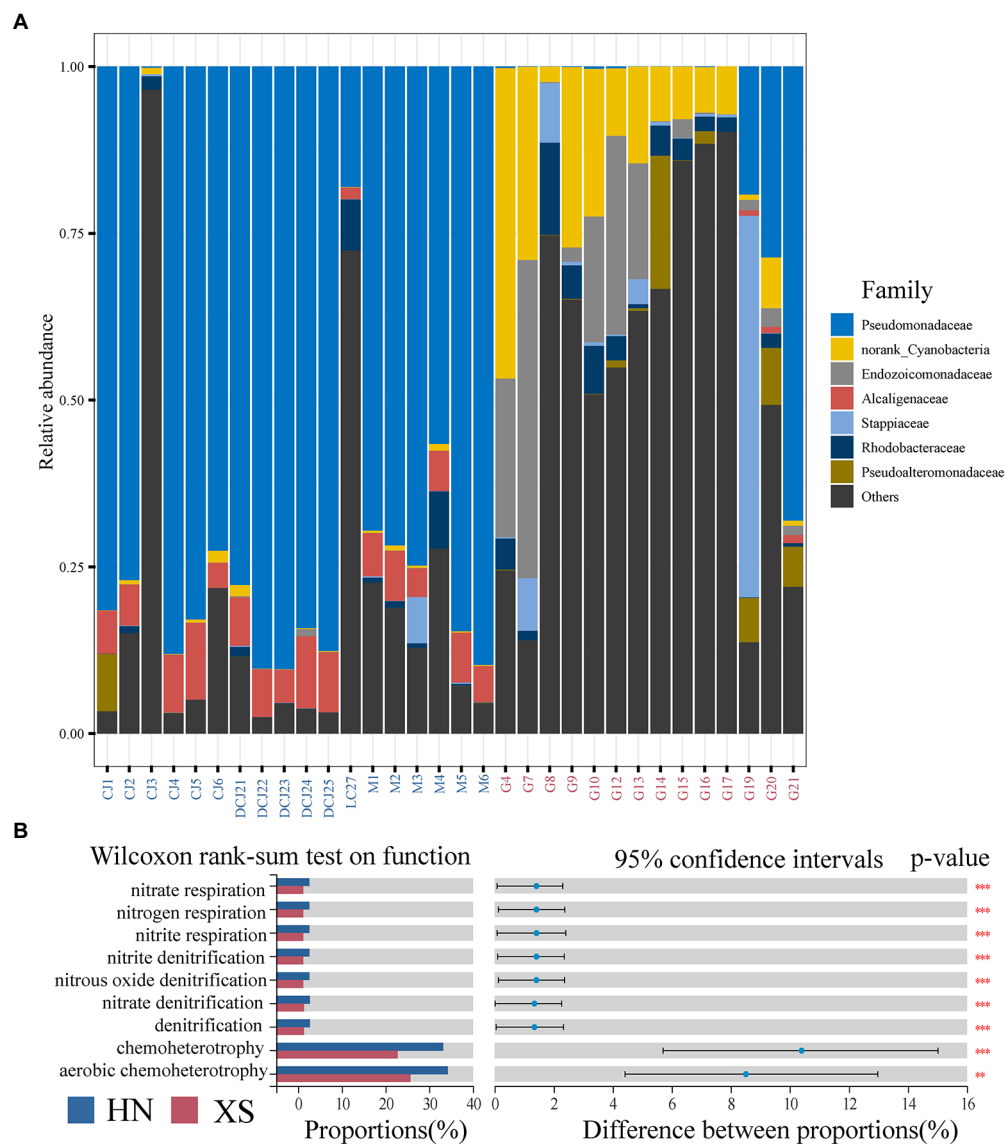 A
1.00
0.75
0.50
0.25
0.00
Relative abundance
CJ1 CJ2 CJ3 CJ4 CJ5 CJ6 DCJ21 DCJ22 DCJ23 DCJ24 DCJ25 LC27 M1 M2 M3 M4 M5 M6 G4 G7 G8 G9 G10 G12 G13 G14 G15 G16 G17 G19 G20 G21
Family
Pseudomonadaceae
norank_Cyanobacteria
Endozoicomonadaceae
Alcaligenaceae
Stappiaceae
Rhodobacteraceae
Pseudoalteromonadaceae
Others
B
Wilcoxon rank-sum test on function 95% confidence intervals p-value
nitrate respiration ***
nitrogen respiration ***
nitrite respiration ***
nitrite denitrification ***
nitrous oxide denitrification ***
nitrate denitrification ***
denitrification ***
chemoheterotrophy ***
aerobic chemoheterotrophy **
0 10 20 30 40 0 2 4 6 8 10 12 14 16
HN XS Proportions(%) Difference between proportions(%)